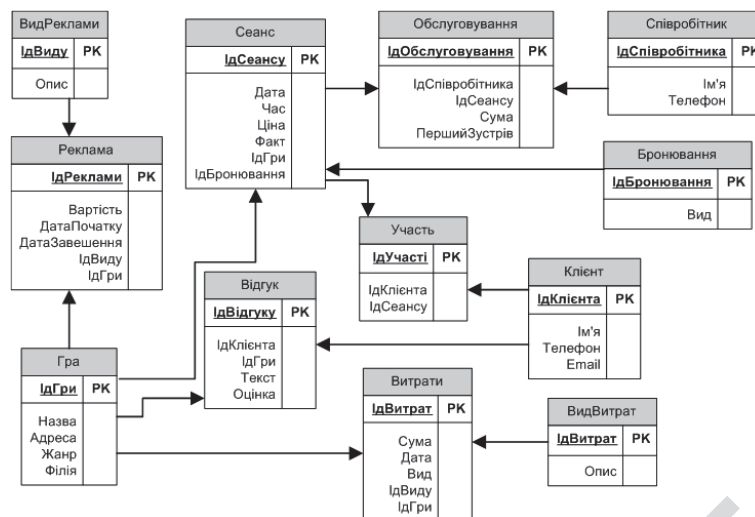 ВидРеклами
ІдВиду PK
Опис
Реклама
ІдРеклами PK
Вартість
ДатаПочатку
ДатаЗавешення
ІдВиду
ІдГри
Гра
ІдГри PK
Назва
Адреса
Жанр
Філія
Сеанс
ІдСеансу PK
Дата
Час
Ціна
Факт
ІдГри
ІдБронювання
Відгук
ІдВідгуку PK
ІдКлієнта
ІдГри
Текст
Оцінка
Обслуговування
ІдОбслуговування PK
ІдСпівробітника
ІдСеансу
Сума
ПершийЗустрів
Участь
ІдУчасті PK
ІдКлієнта
ІдСеансу
Витрати
ІдВитрат PK
Сума
Дата
Вид
ІдВиду
ІдГри
Співробітник
ІдСпівробітника PK
Ім'я
Телефон
Бронювання
ІдБронювання PK
Вид
Клієнт
ІдКлієнта PK
Ім'я
Телефон
Email
ВидВитрат
ІдВитрат PK
Опис